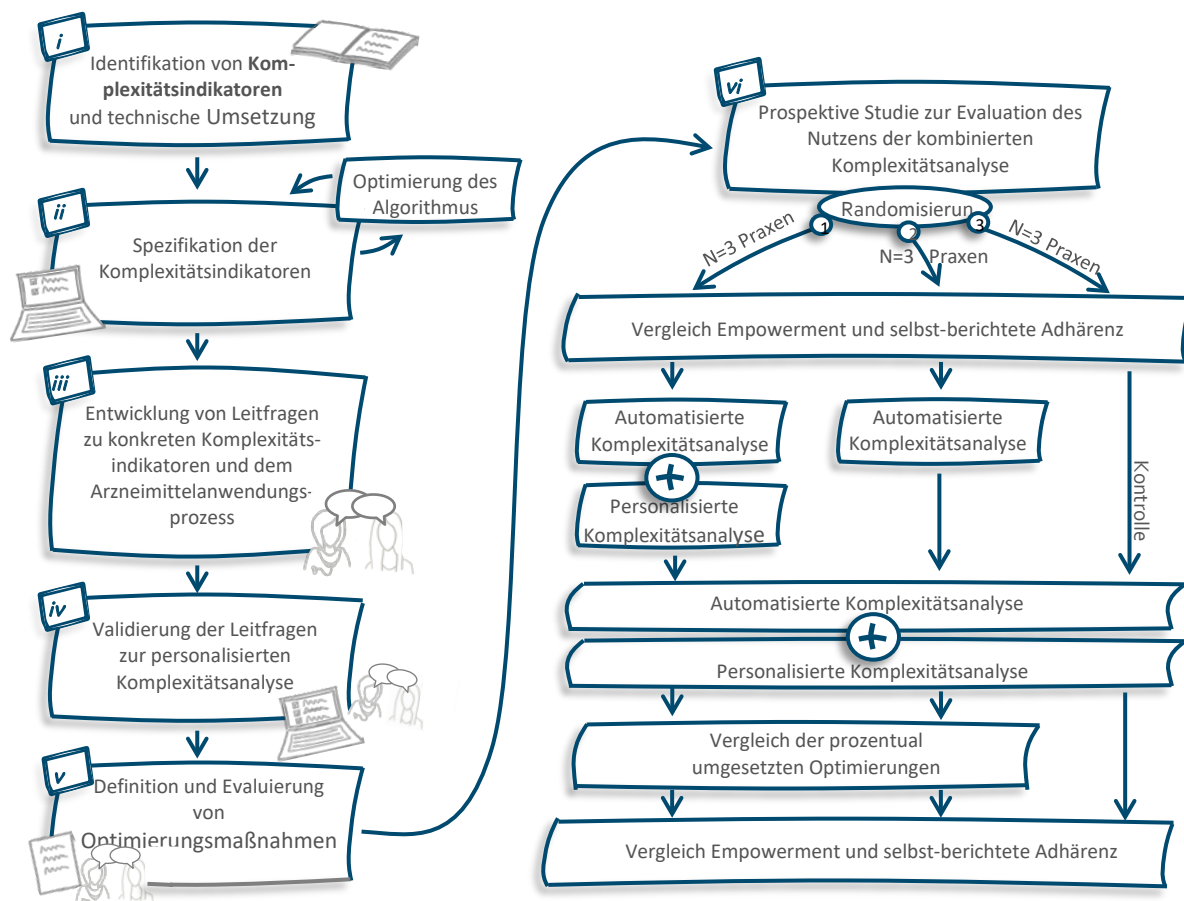 i
Identifikation von Kom-
plexitätsindikatoren
und technische Umsetzung
ii
Optimierung des
Algorithmus
Spezifikation der
Komplexitätsindikatoren
iii
Entwicklung von Leitfragen
zu konkreten Komplexitäts-
indikatoren und dem
Arzneimittelanwendungs-
prozess
iv
Validierung der Leitfragen
zur personalisierten
Komplexitätsanalyse
v
Definition und Evaluierung
von
Optimierungsmaßnahmen
vi
Prospektive Studie zur Evaluation des
Nutzens der kombinierten
Komplexitätsanalyse
Randomisierun
1
2
3
N=3 Praxen
N=3 Praxen
N=3 Praxen
Vergleich Empowerment und selbst-berichtete Adhärenz
Automatisierte
Komplexitätsanalyse
+
Personalisierte
Komplexitätsanalyse
Automatisierte
Komplexitätsanalyse
Kontrolle
Automatisierte Komplexitätsanalyse
+
Personalisierte Komplexitätsanalyse
Vergleich der prozentual
umgesetzten Optimierungen
Vergleich Empowerment und selbst-berichtete Adhärenz